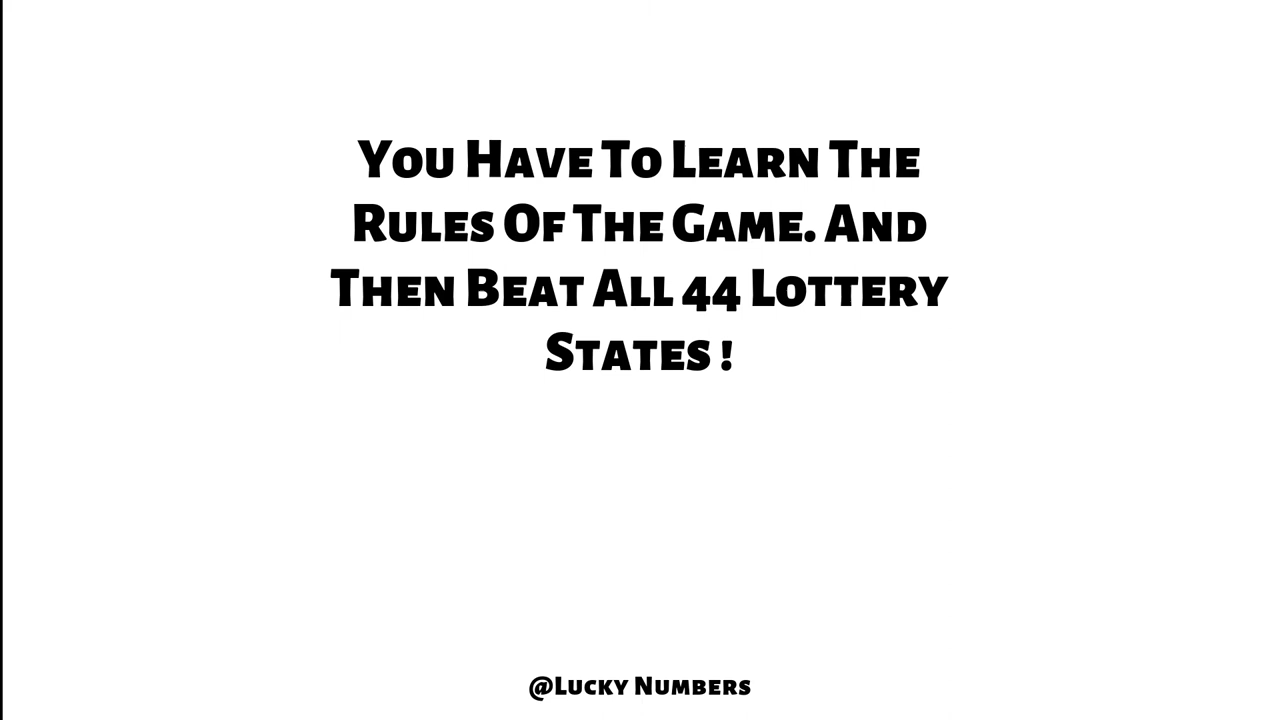 You Have To Learn The
Rules Of The Game. And
Then Beat All 44 Lottery
States !
@Lucky Numbers